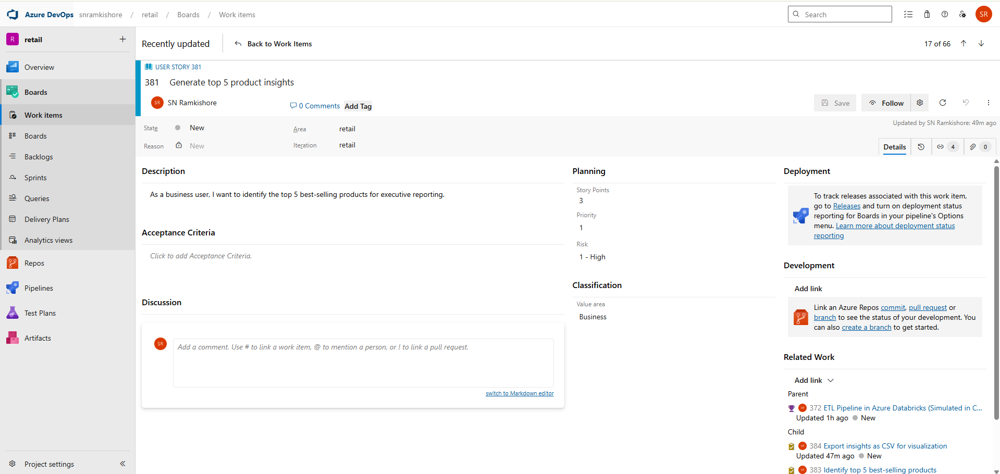 Azure DevOps snramkishore / retail / Boards / Work items
Search
SR
R retail
Recently updated
Back to Work Items
17 of 66
Overview
Boards
Work items
Boards
Backlogs
Sprints
Queries
Delivery Plans
Analytics views
Repos
Pipelines
Test Plans
Artifacts
Project settings
USER STORY 381
381 Generate top 5 product insights
SR SN Ramkishore
0 Comments
Add Tag
Save
Follow
State New
Area retail
Reason New
Iteration retail
Updated by SN Ramkishore: 49m ago
Details
4
0
Description
As a business user, I want to identify the top 5 best-selling products for executive reporting.
Acceptance Criteria
Click to add Acceptance Criteria.
Discussion
SR
Add a comment. Use # to link a work item, @ to mention a person, or ! to link a pull request.
switch to Markdown editor
Planning
Story Points
3
Priority
1
Risk
1 - High
Classification
Value area
Business
Deployment
To track releases associated with this work item,
go to Releases and turn on deployment status
reporting for Boards in your pipeline's Options
menu. Learn more about deployment status
reporting
Development
Add link
Link an Azure Repos commit, pull request or
branch to see the status of your development. You
can also create a branch to get started.
Related Work
Add link
Parent
SR 372 ETL Pipeline in Azure Databricks (Simulated in C...
Updated 1h ago New
Child
SR 384 Export insights as CSV for visualization
Updated 47m ago New
SR 383 Identify top 5 best-selling products